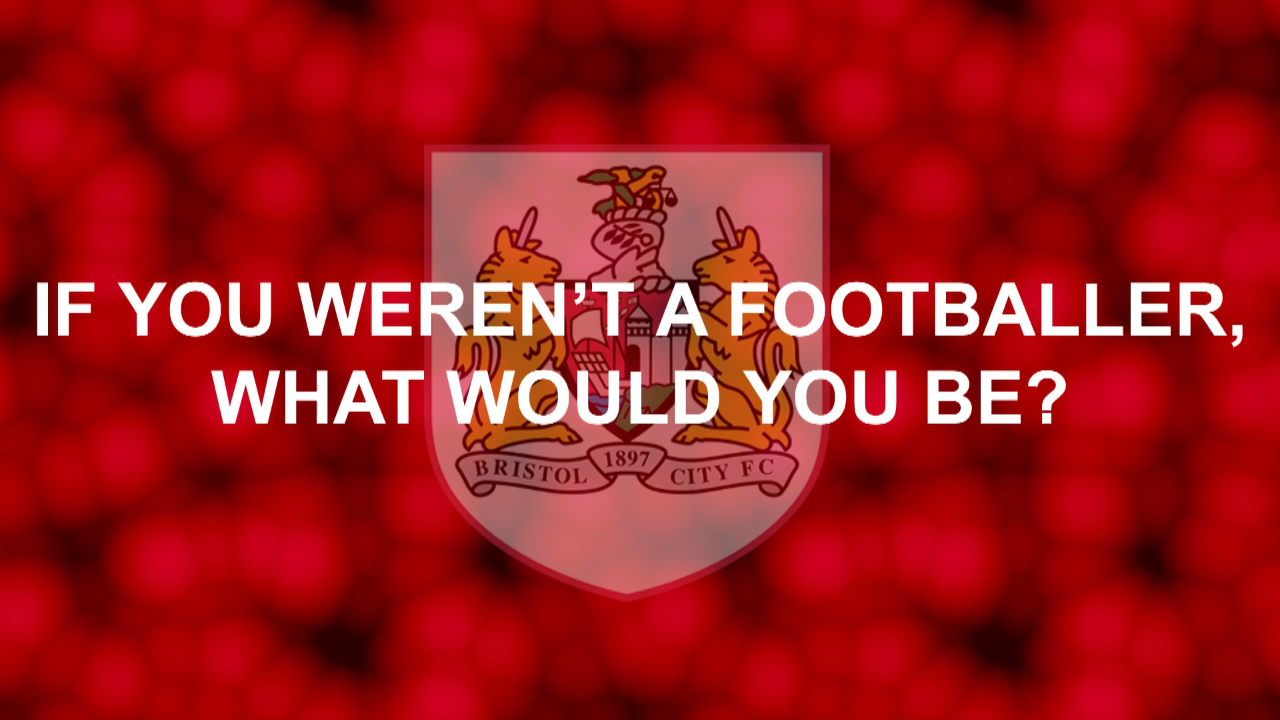 IF YOU WEREN’T A FOOTBALLER,
WHAT WOULD YOU BE?
BRISTOL 1897 CITY FC